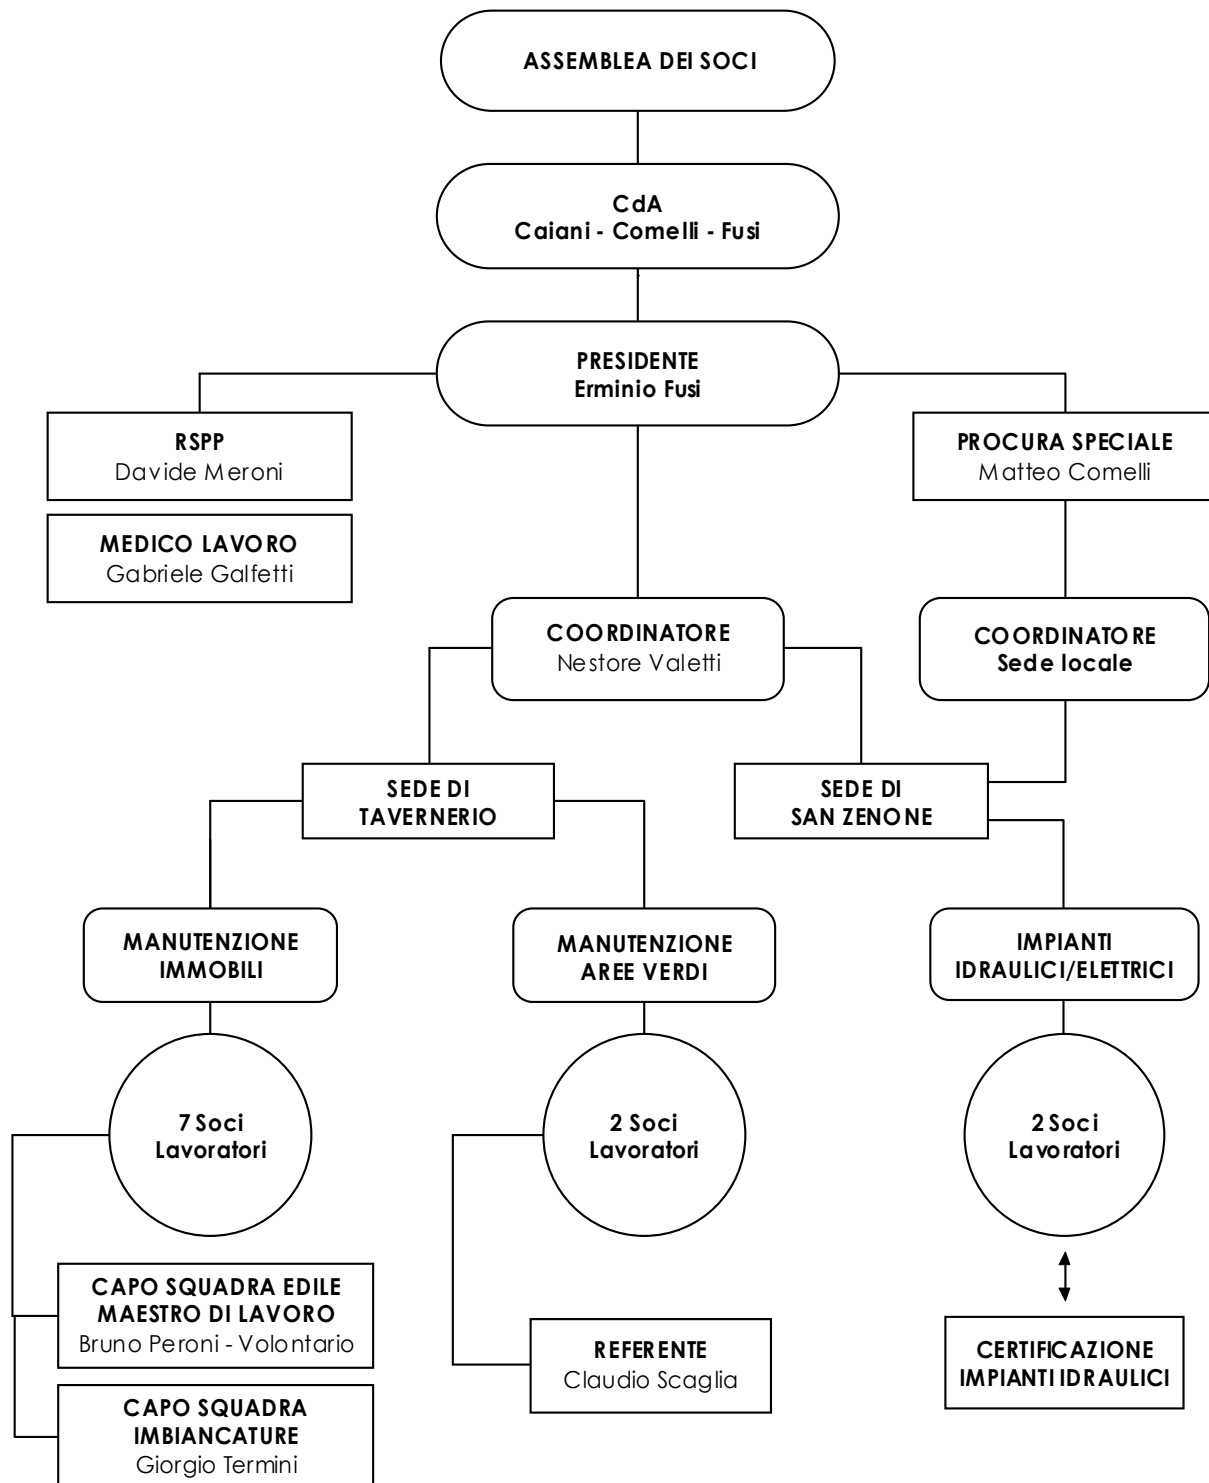 ASSEMBLEA DEI SOCI
CdA
Caiani - Comelli - Fusi
PRESIDENTE
Erminio Fusi
RSPP
Davide Meroni
PROCURA SPECIALE
Matteo Comelli
MEDICO LAVORO
Gabriele Galfetti
COORDINATORE
Nestore Valetti
COORDINATORE
Sede locale
SEDE DI
TAVERNERIO
SEDE DI
SAN ZENONE
MANUTENZIONE
IMMOBILI
MANUTENZIONE
AREE VERDI
IMPIANTI
IDRAULICI/ELETTRICI
7 Soci
Lavoratori
2 Soci
Lavoratori
2 Soci
Lavoratori
CAPO SQUADRA EDILE
MAESTRO DI LAVORO
Bruno Peroni - Volontario
REFERENTE
Claudio Scaglia
CERTIFICAZIONE
IMPIANTI IDRAULICI
CAPO SQUADRA
IMBIANCATURE
Giorgio Termini